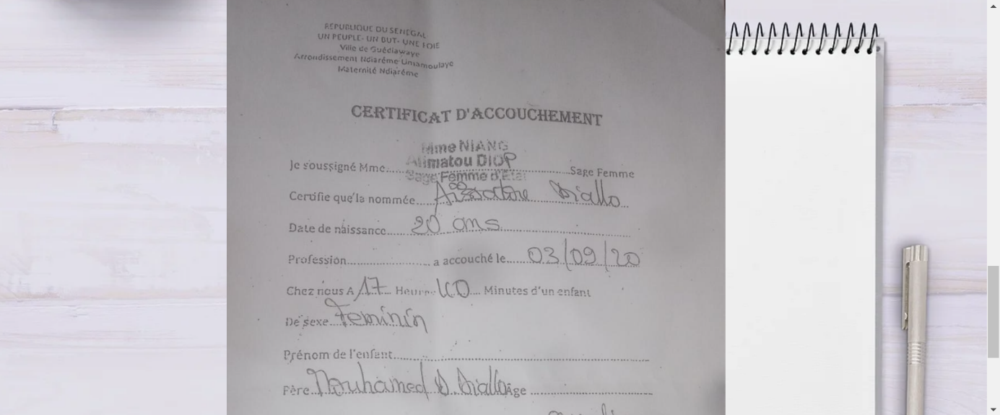 REPUBLIQUE DU SENEGAL
UN PEUPLE- UN BUT- UNE FOIE
Ville de Guédiawaye
Arrondissement Ndiarème Limamoulaye
Maternité Ndiarème
CERTIFICAT D'ACCOUCHEMENT
Mme NIANG
Alimatou DIOP
Sage Femme d'Etat
Je soussigné Mme..............................Sage Femme
Certifie que la nommée.....Aissatou Diallo
Date de naissance.....20 ans
Profession.......................... a accouché le.....03/09/20
Chez nous A 17 Heure 40 Minutes d'un enfant
De sexe Feminin
Prénom de l'enfant..............................
Père Mouhamed D. Diallo Age ..............................